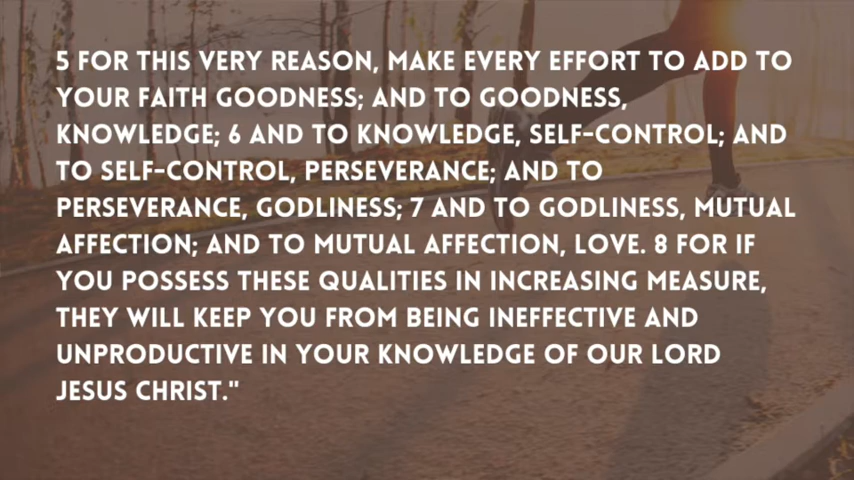 5 FOR THIS VERY REASON, MAKE EVERY EFFORT TO ADD TO
YOUR FAITH GOODNESS; AND TO GOODNESS,
KNOWLEDGE; 6 AND TO KNOWLEDGE, SELF-CONTROL; AND
TO SELF-CONTROL, PERSEVERANCE; AND TO
PERSEVERANCE, GODLINESS; 7 AND TO GODLINESS, MUTUAL
AFFECTION; AND TO MUTUAL AFFECTION, LOVE. 8 FOR IF
YOU POSSESS THESE QUALITIES IN INCREASING MEASURE,
THEY WILL KEEP YOU FROM BEING INEFFECTIVE AND
UNPRODUCTIVE IN YOUR KNOWLEDGE OF OUR LORD
JESUS CHRIST."